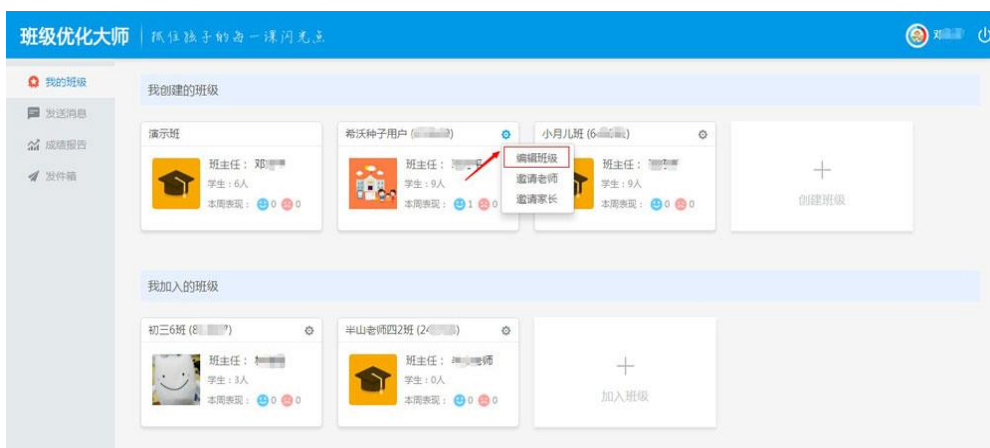 班级优化大师 抓住孩子的每一课闪光点 邓
我的班级
发送消息
成绩报告
发件箱
我创建的班级
演示班
班主任： 邓
学生：6人
本周表现： 0 0
希沃种子用户 (
班主任：
学生：9人
本周表现： 1 0
编辑班级
邀请老师
邀请家长
小月儿班 (6
班主任：
学生：9人
本周表现： 0 0
创建班级
我加入的班级
初三6班 (8 7)
班主任：
学生：3人
本周表现： 0 0
半山老师四2班 (24 )
班主任： 老师
学生：0人
本周表现： 0 0
加入班级